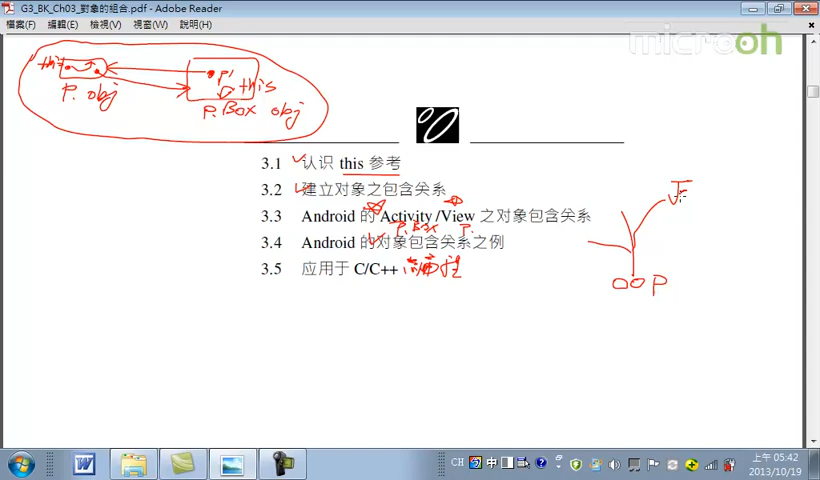 G3_BK_Ch03_對象的組合.pdf - Adobe Reader
檔案(F) 編輯(E) 檢視(V) 視窗(W) 說明(H)
microoh
this
P1
this
P. obj
P. Box obj
3.1 认识 this 参考
3.2 建立对象之包含关系
3.3 Android 的 Activity /View 之对象包含关系
P. Box P.
3.4 Android 的对象包含关系之例
3.5 应用于 C/C++
OOP
CH 中
上午 05:42
2013/10/19